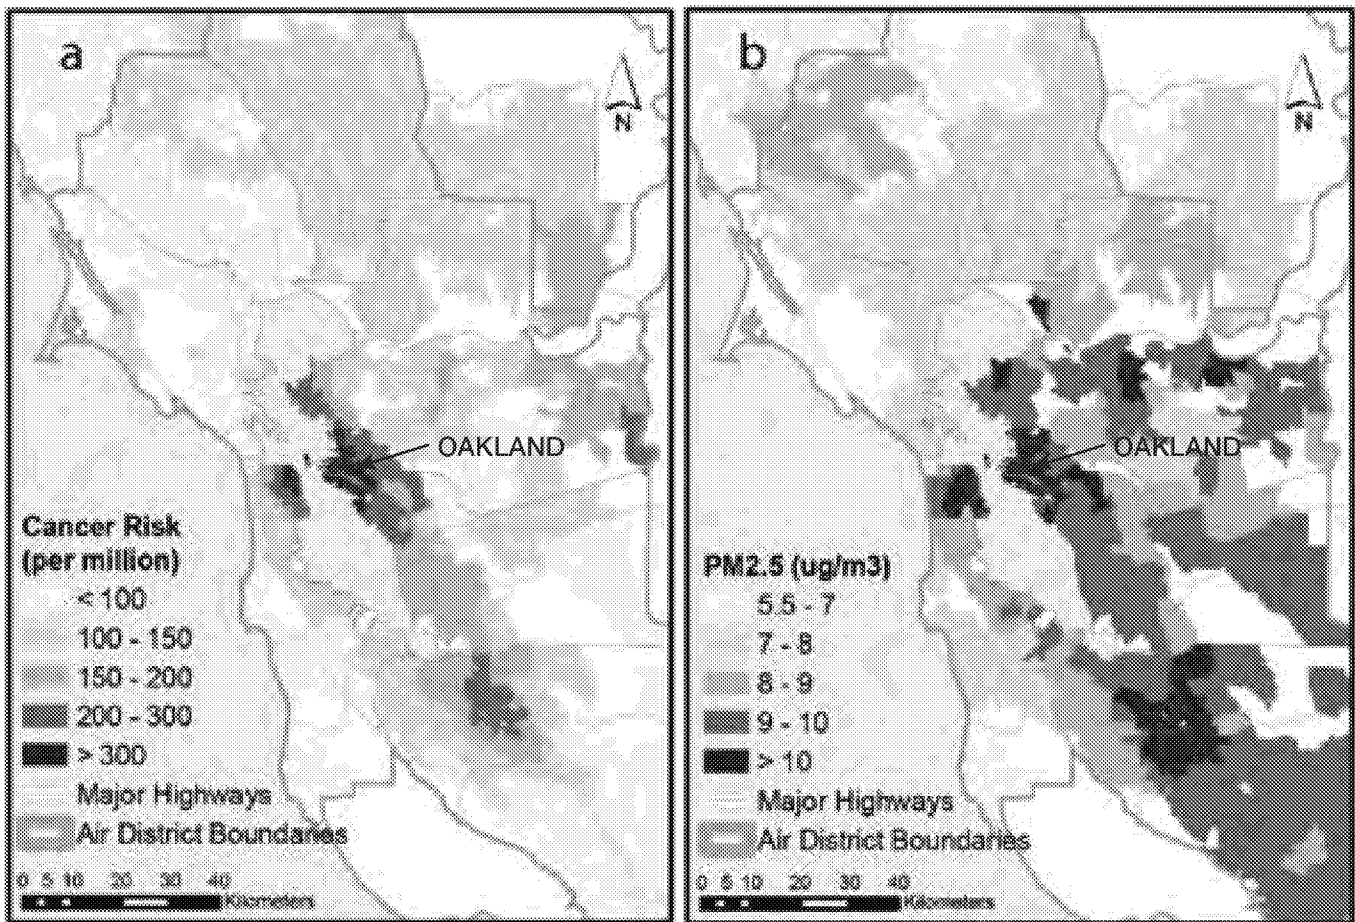 a
N
OAKLAND
Cancer Risk
(per million)
< 100
100 - 150
150 - 200
200 - 300
> 300
Major Highways
Air District Boundaries
0 5 10 20 30 40
Kilometers
b
N
OAKLAND
PM2.5 (ug/m3)
5.5 - 7
7 - 8
8 - 9
9 - 10
> 10
Major Highways
Air District Boundaries
0 5 10 20 30 40
Kilometers